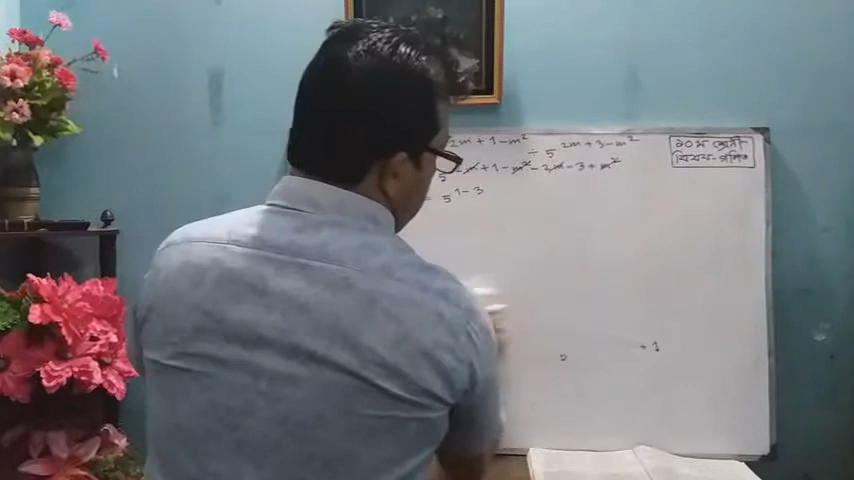 2m + 1 - m² ÷ 5 2m + 3 - m²
5 2m + 1 - m² - 2m - 3 + m²
= 5 1 - 3
১০ম শ্রেণী
বিষয় - গণিত
+ 1